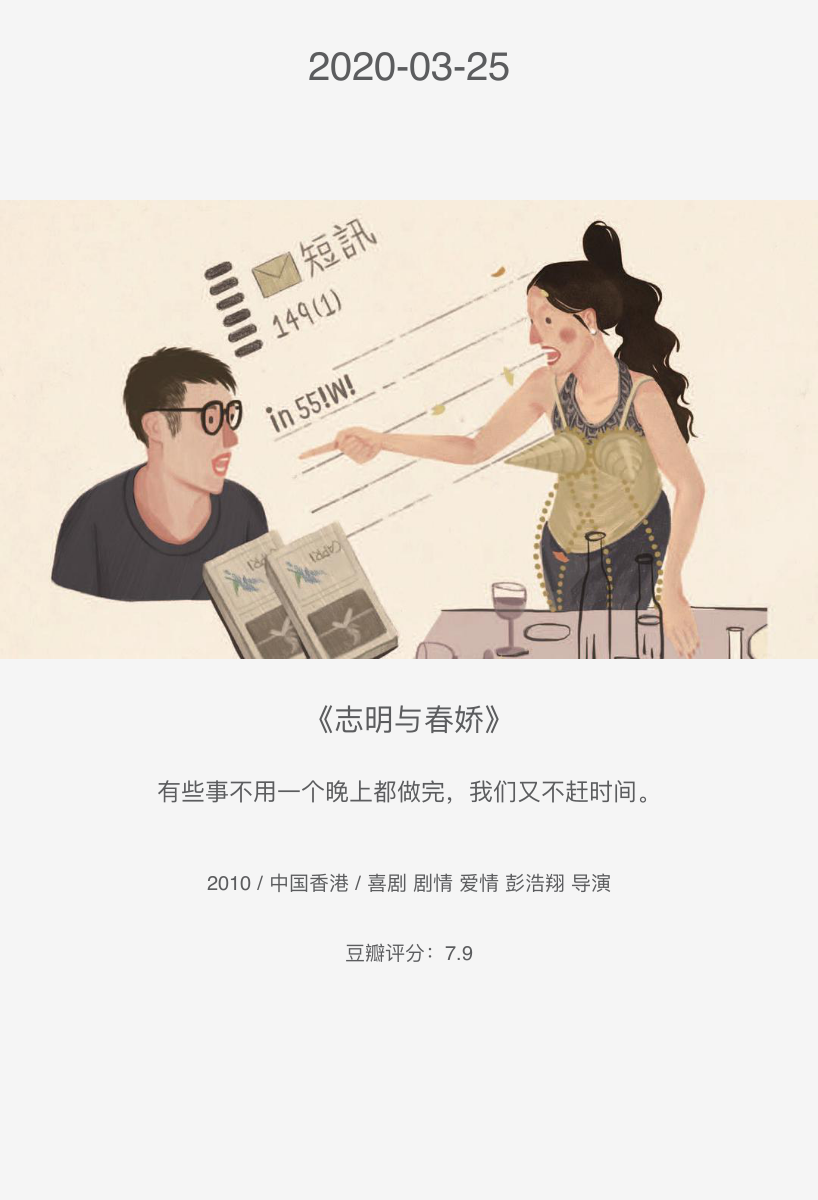 2020-03-25
短訊
149(1)
in 55!W!
CAPRI
CAPRI
《志明与春娇》
有些事不用一个晚上都做完，我们又不赶时间。
2010 / 中国香港 / 喜剧 剧情 爱情 彭浩翔 导演
豆瓣评分：7.9